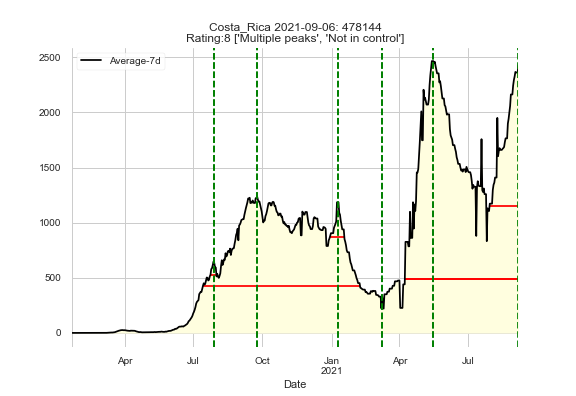 Costa_Rica 2021-09-06: 478144
Rating:8 ['Multiple peaks', 'Not in control']
Average-7d
2500
2000
1500
1000
500
0
Apr
Jul
Oct
Jan
2021
Apr
Jul
Date